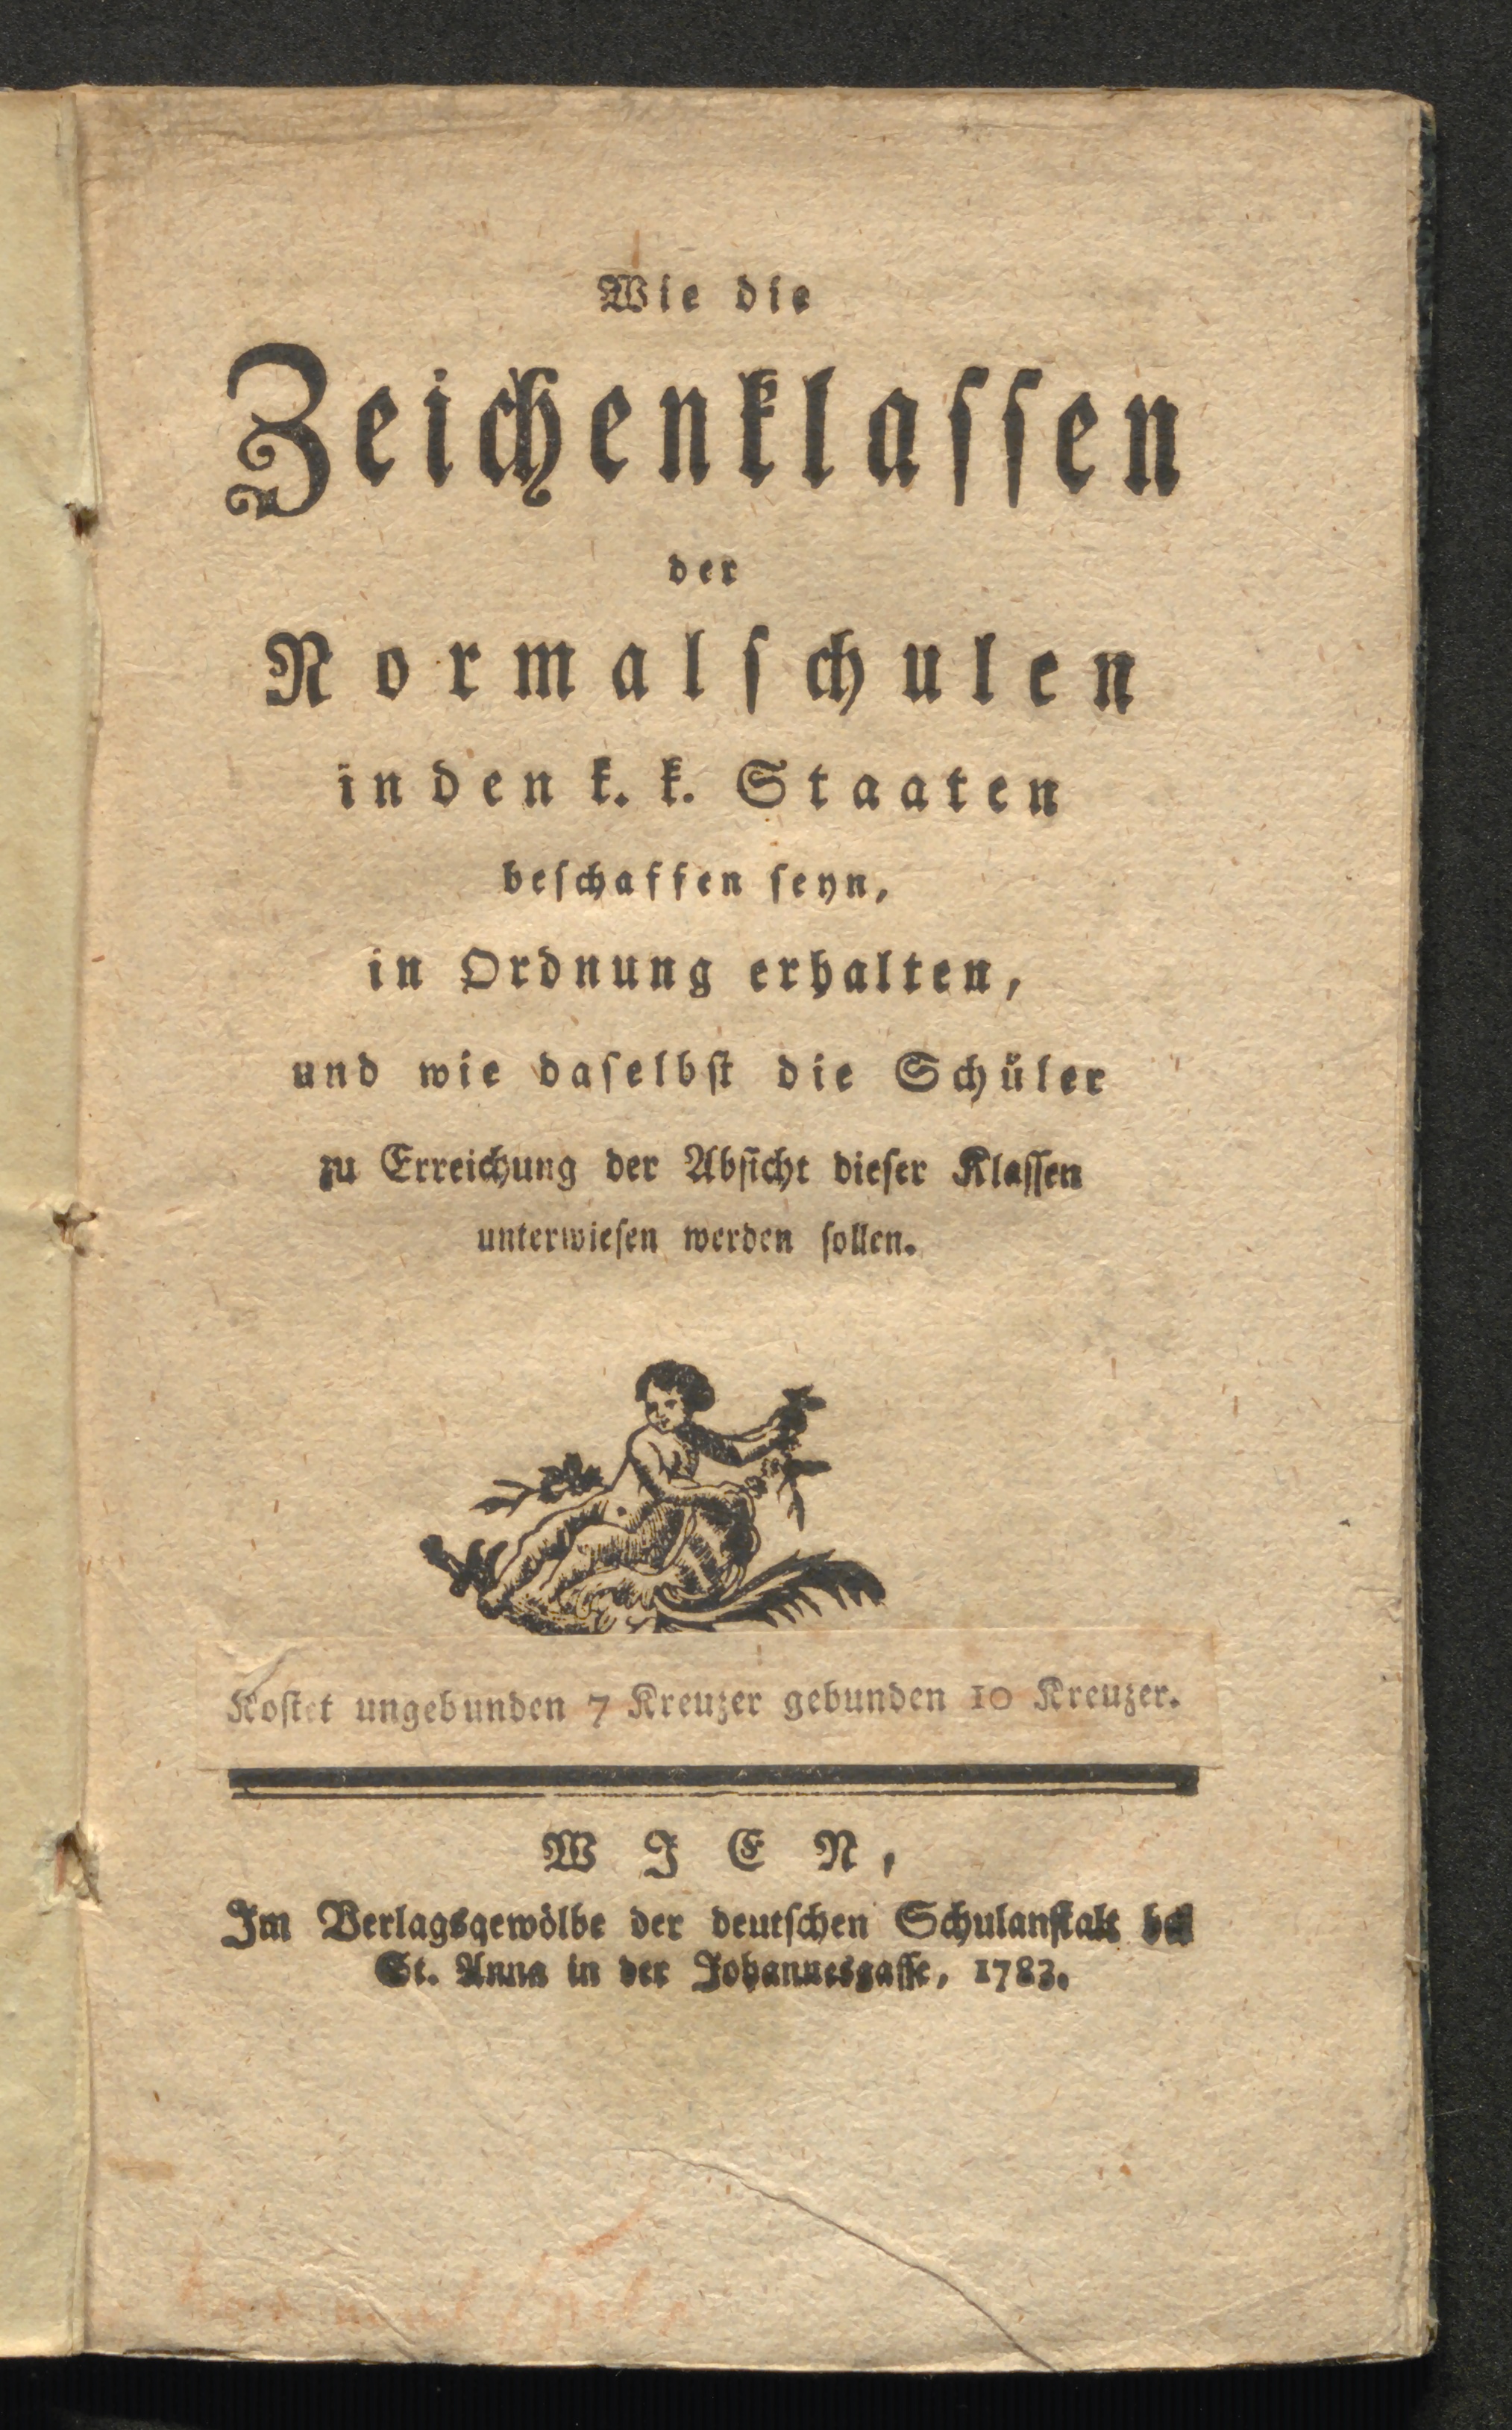 Wie die
Zeichenklassen
der
Normalschulen
in den k. k. Staaten
beschaffen seyn,
in Ordnung erhalten,
und wie daselbst die Schüler
zu Erreichung der Absicht dieser Klassen
unterwiesen werden sollen.
Kostet ungebunden 7 Kreuzer gebunden 10 Kreuzer.
WIEN,
Im Verlagsgewölbe der deutschen Schulanstalt bei
St. Anna in der Johannesgasse, 1783.